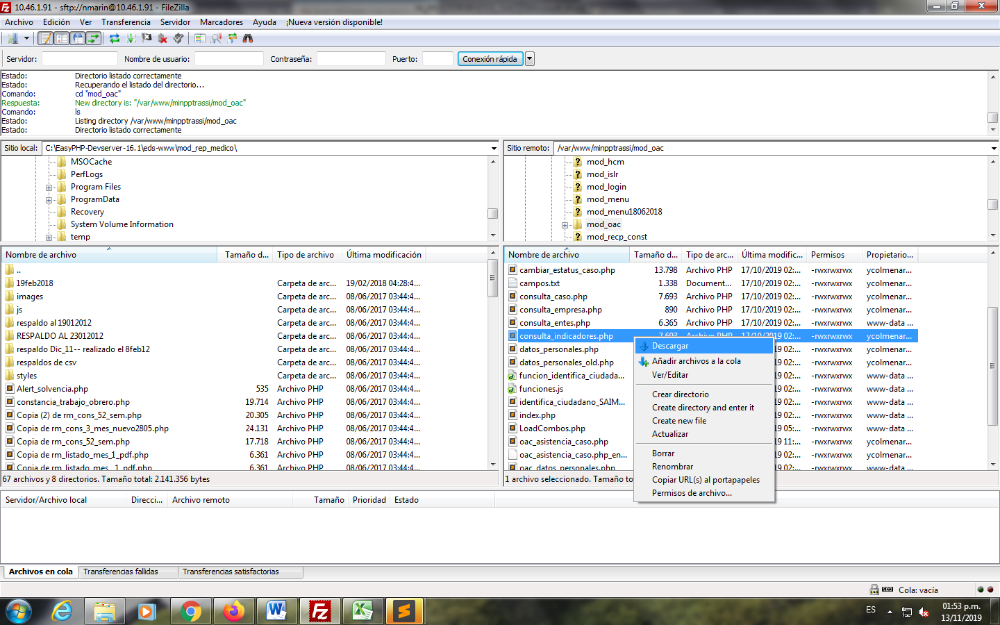 10.46.1.91 - sftp://nmarin@10.46.1.91 - FileZilla
Archivo Edición Ver Transferencia Servidor Marcadores Ayuda ¡Nueva versión disponible!
Servidor: Nombre de usuario: Contraseña: Puerto: Conexión rápida
Estado: Directorio listado correctamente
Estado: Recuperando el listado del directorio...
Comando: cd "mod_oac"
Respuesta: New directory is: "/var/www/minpptrassi/mod_oac"
Comando: ls
Estado: Listing directory /var/www/minpptrassi/mod_oac
Estado: Directorio listado correctamente
Sitio local: C:\EasyPHP-Devserver-16.1\eds-www\mod_rep_medico\
MSOCache
PerfLogs
Program Files
ProgramData
Recovery
System Volume Information
temp
Sitio remoto: /var/www/minpptrassi/mod_oac
mod_hcm
mod_islr
mod_login
mod_menu
mod_menu18062018
mod_oac
mod_recp_const
Nombre de archivo Tamaño d... Tipo de archivo Última modificación
..
19feb2018 Carpeta de arc... 19/02/2018 04:28:4...
images Carpeta de arc... 08/06/2017 03:44:4...
js Carpeta de arc... 08/06/2017 03:44:4...
respaldo al 19012012 Carpeta de arc... 08/06/2017 03:44:4...
RESPALDO AL 23012012 Carpeta de arc... 08/06/2017 03:44:4...
respaldo Dic_11-- realizado el 8feb12 Carpeta de arc... 08/06/2017 03:44:4...
respaldos de csv Carpeta de arc... 08/06/2017 03:44:4...
styles Carpeta de arc... 08/06/2017 03:44:4...
Alert_solvencia.php 535 Archivo PHP 08/06/2017 03:44:4...
constancia_trabajo_obrero.php 19.714 Archivo PHP 08/06/2017 03:44:4...
Copia (2) de rm_cons_52_sem.php 20.305 Archivo PHP 08/06/2017 03:44:4...
Copia de rm_cons_3_mes_nuevo2805.php 24.131 Archivo PHP 08/06/2017 03:44:4...
Copia de rm_cons_52_sem.php 17.718 Archivo PHP 08/06/2017 03:44:4...
Copia de rm_listado_mes_1_pdf.php 6.361 Archivo PHP 08/06/2017 03:44:4...
Copia de rm_listado_mes_1.php 6.361 Archivo PHP 08/06/2017 03:44:4...
67 archivos y 8 directorios. Tamaño total: 2.141.356 bytes
Nombre de archivo Tamaño d... Tipo de arc... Última modific... Permisos Propietario...
cambiar_estatus_caso.php 13.798 Archivo PHP 17/10/2019 02:... -rwxrwxrwx ycolmenar...
campos.txt 1.338 Document... 17/10/2019 02:... -rwxrwxrwx ycolmenar...
consulta_caso.php 7.693 Archivo PHP 17/10/2019 02:... -rwxrwxrwx ycolmenar...
consulta_empresa.php 890 Archivo PHP 17/10/2019 02:... -rwxrwxrwx ycolmenar...
consulta_entes.php 6.365 Archivo PHP 17/10/2019 02:... -rwxrwxrwx www-data ...
consulta_indicadores.php 7.693 Archivo PHP 17/10/2019 02:... -rwxrwxrwx ycolmenar...
datos_personales.php 19 02:... -rwxrwxrwx ycolmenar...
datos_personales_old.php 19 02:... -rwxrwxrwx ycolmenar...
funcion_identifica_ciudada... 19 02:... -rwxrwxrwx www-data ...
funciones.js 19 02:... -rwxrwxrwx www-data ...
identifica_ciudadano_SAIM... 19 02:... -rwxrwxrwx www-data ...
index.php 19 02:... -rwxrwxrwx www-data ...
LoadCombos.php 19 05:... -rwxrwxrwx www-data ...
oac_asistencia_caso.php 19 11:... -rwxrwxrwx ycolmenar...
oac_asistencia_caso.php_en... 19 02:... -rwxrwxrwx ycolmenar...
oac_datos_personales.php 19 02:... -rwxrwxrwx www-data ...
1 archivo seleccionado. Tamaño to
Descargar
Añadir archivos a la cola
Ver/Editar
Crear directorio
Create directory and enter it
Create new file
Actualizar
Borrar
Renombrar
Copiar URL(s) al portapapeles
Permisos de archivo...
Servidor/Archivo local Direcci... Archivo remoto Tamaño Prioridad Estado
Archivos en cola Transferencias fallidas Transferencias satisfactorias
Cola: vacía
ES 01:53 p.m.
13/11/2019